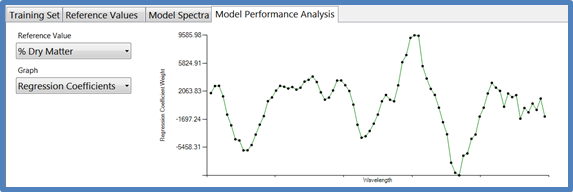 Training Set Reference Values Model Spectra Model Performance Analysis
Reference Value
% Dry Matter
Graph
Regression Coefficients
Regression Coefficient Weight
9585.98
5824.91
2063.83
-1697.24
-5458.31
Wavelength